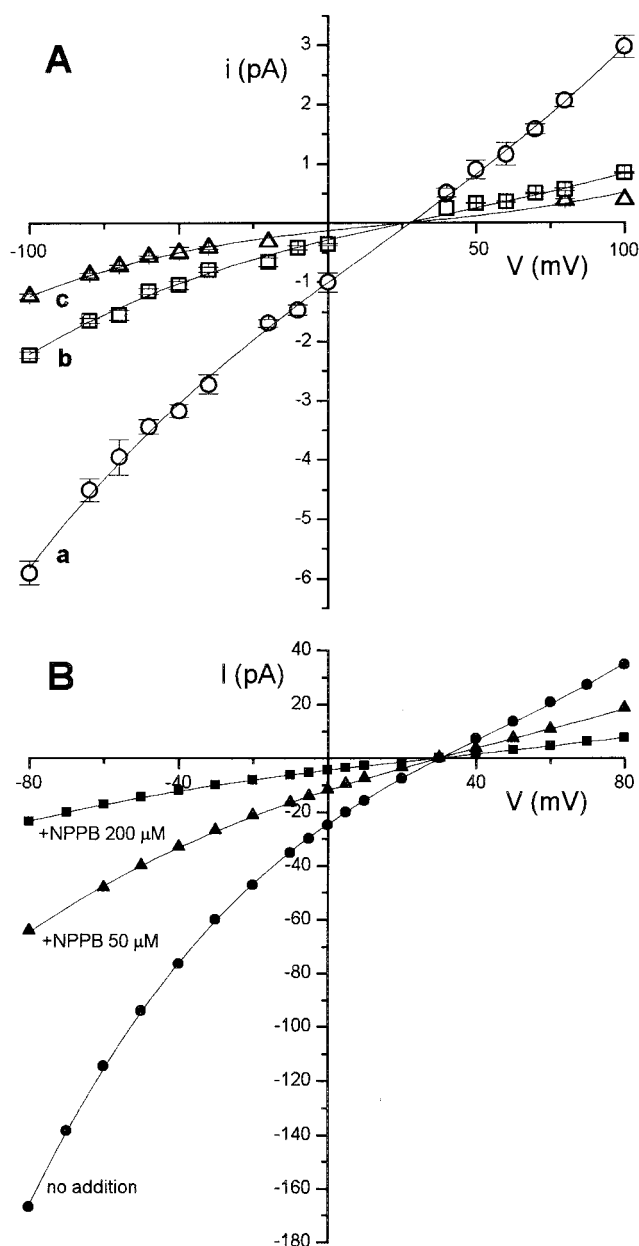 A
i (pA)
3
2
1
-100
50
100
V (mV)
c
-1
b
-2
-3
-4
-5
a
-6
B
I (pA)
40
20
-80
-40
40
80
V (mV)
-20
+NPPB 200 μM
-40
-60
+NPPB 50 μM
-80
-100
-120
-140
no addition
-160
-180